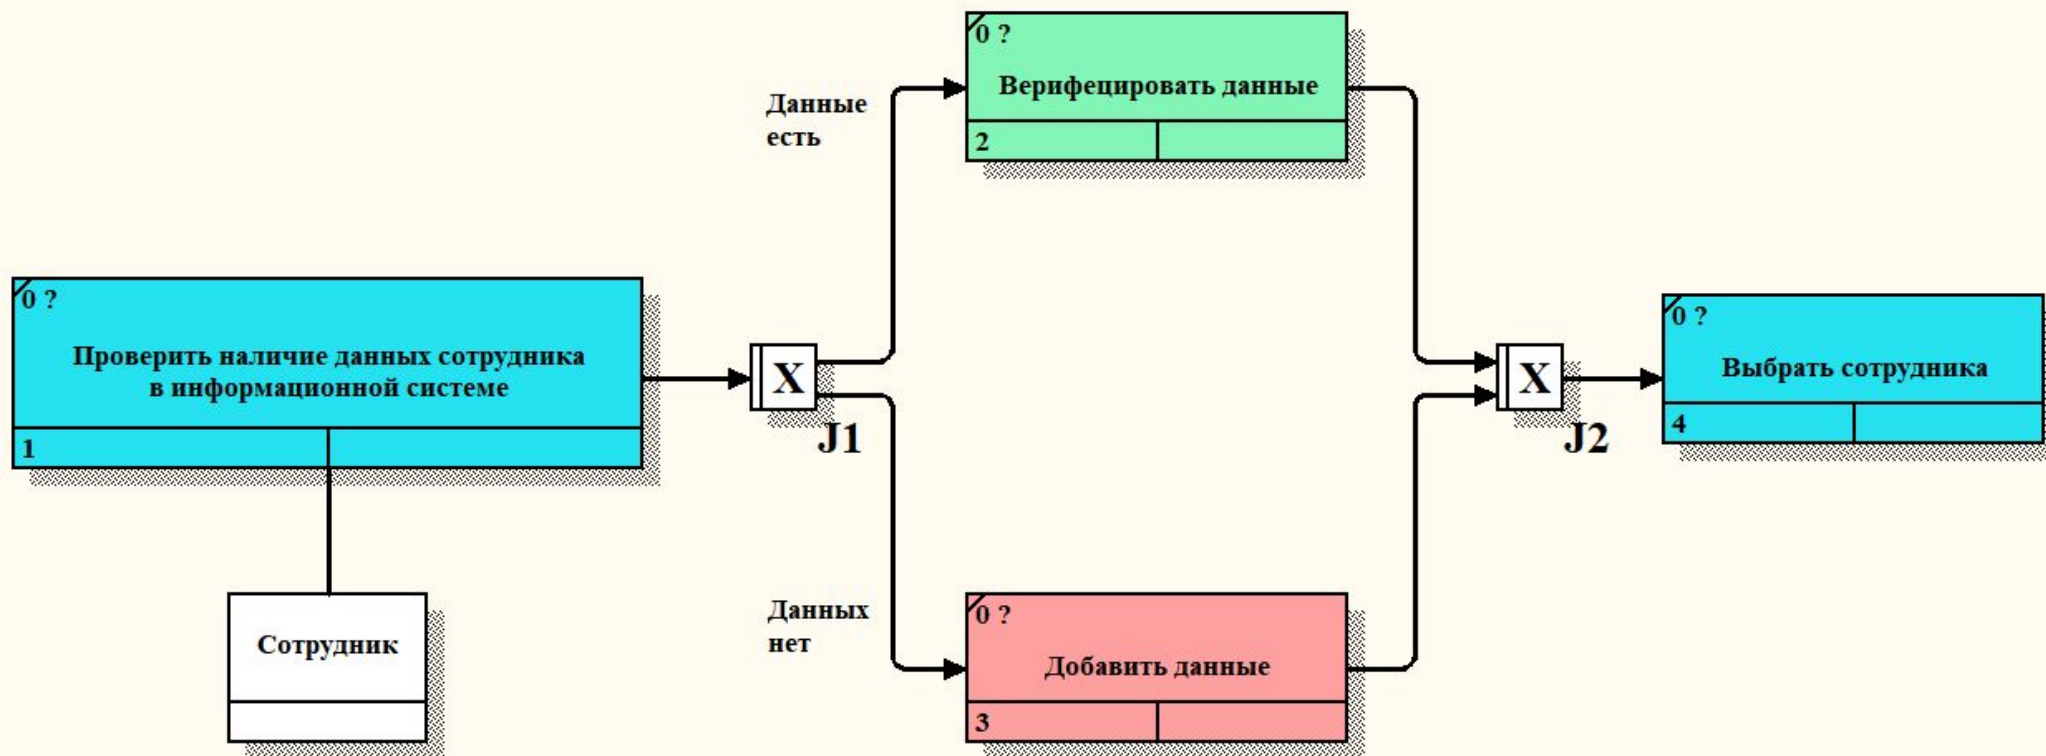 0 ?
Проверить наличие данных сотрудника
в информационной системе
1
Сотрудник
X
J1
Данные
есть
0 ?
Верифецировать данные
2
Данных
нет
0 ?
Добавить данные
3
X
J2
0 ?
Выбрать сотрудника
4